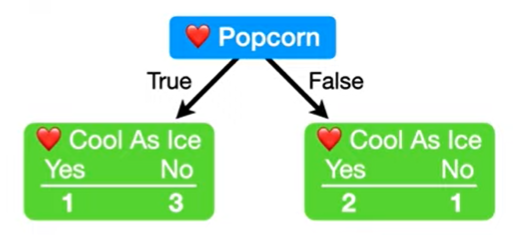 ❤️ Popcorn
True False
❤️ Cool As Ice ❤️ Cool As Ice
Yes No Yes No
1 3 2 1